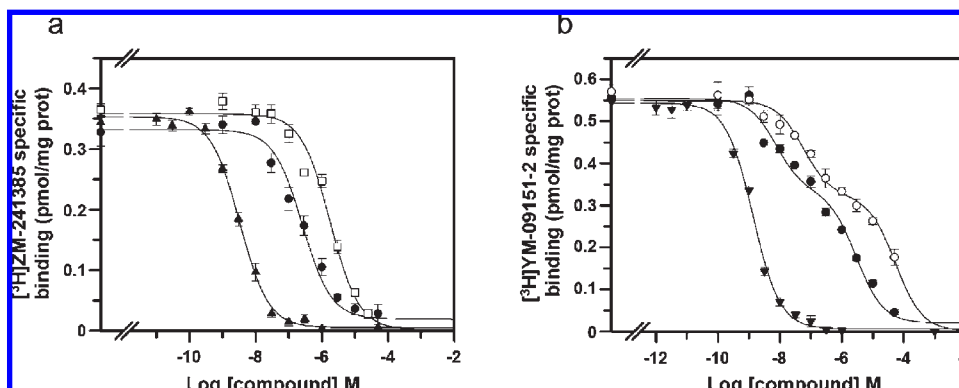 a
b
[³H]ZM-241385 specific
binding (pmol/mg prot)
0.4
0.3
0.2
0.1
0
-10
-8
-6
-4
-2
Log [compound] M
[³H]YM-09151-2 specific
binding (pmol/mg prot)
0.6
0.5
0.4
0.3
0.2
0.1
0
-12
-10
-8
-6
-4
Log [compound] M